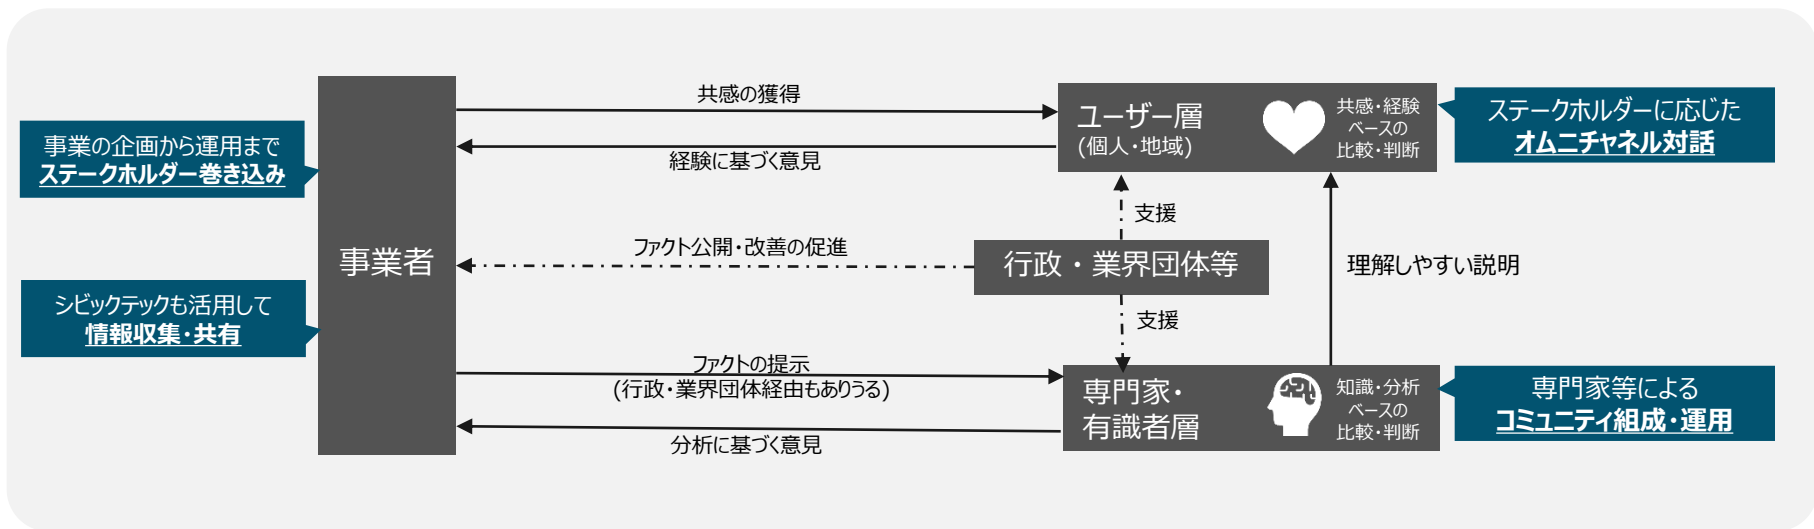 事業の企画から運用まで
ステークホルダー巻き込み
シビックテックも活用して
情報収集・共有
事業者
共感の獲得
経験に基づく意見
ファクト公開・改善の促進
ファクトの提示
(行政・業界団体経由もありうる)
分析に基づく意見
ユーザー層
(個人・地域)
共感・経験
ベースの
比較・判断
支援
行政・業界団体等
支援
理解しやすい説明
専門家・
有識者層
知識・分析
ベースの
比較・判断
ステークホルダーに応じた
オムニチャネル対話
専門家等による
コミュニティ組成・運用